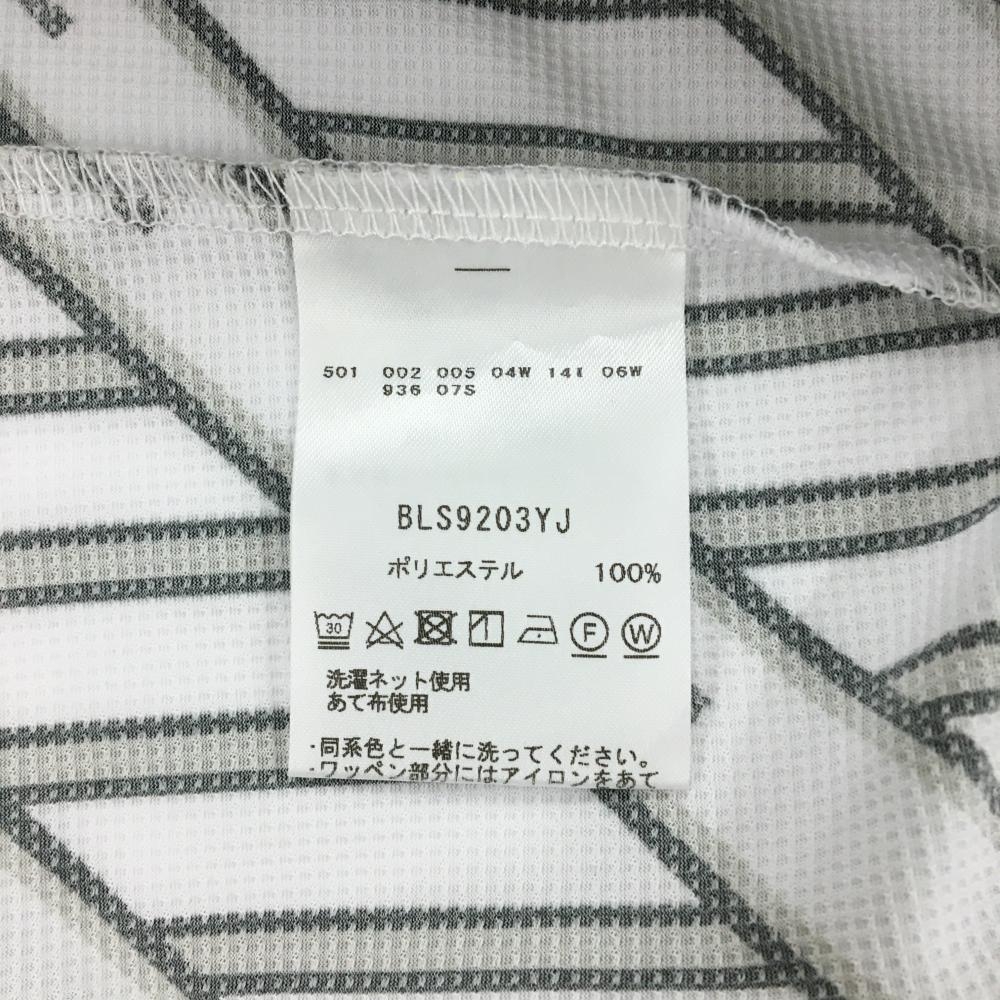 501 002 005 04W 14I 06W
936 07S
BLS9203YJ
ポリエステル 100%
30 1 F W
洗濯ネット使用
あて布使用
・同系色と一緒に洗ってください。
・ワッペン部分にはアイロンをあて